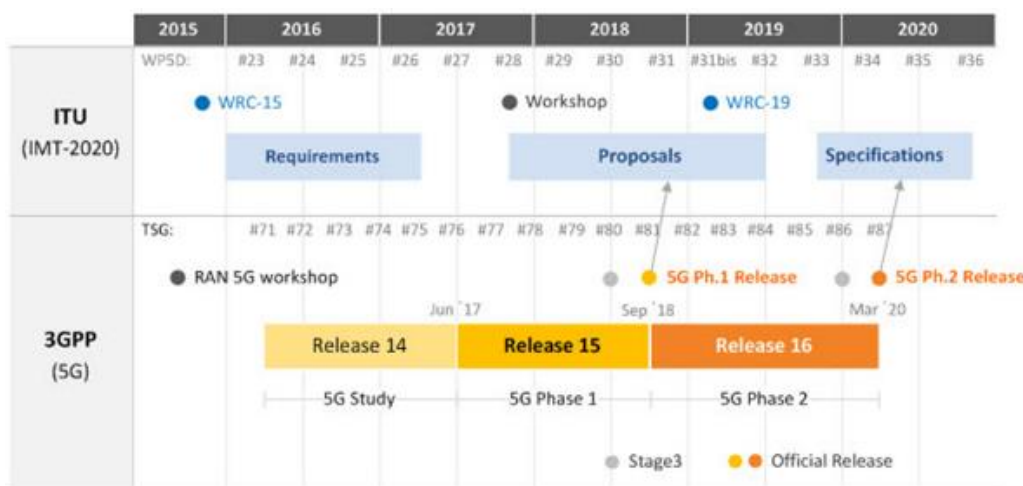 2015 2016 2017 2018 2019 2020
WP5D: #23 #24 #25 #26 #27 #28 #29 #30 #31 #31bis #32 #33 #34 #35 #36
WRC-15 Workshop WRC-19
ITU
(IMT-2020)
Requirements Proposals Specifications
TSG: #71 #72 #73 #74 #75 #76 #77 #78 #79 #80 #81 #82 #83 #84 #85 #86 #87
RAN 5G workshop 5G Ph.1 Release 5G Ph.2 Release
Jun ´17 Sep ´18 Mar ´20
3GPP
(5G)
Release 14 Release 15 Release 16
5G Study 5G Phase 1 5G Phase 2
Stage3 Official Release